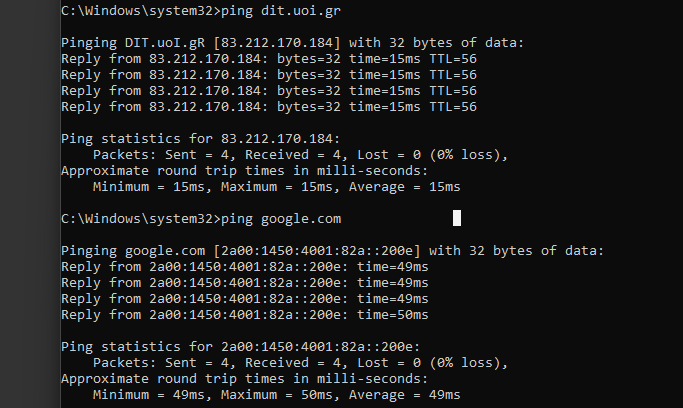 C:\Windows\system32>ping dit.uoi.gr
Pinging DIT.uoI.gR [83.212.170.184] with 32 bytes of data:
Reply from 83.212.170.184: bytes=32 time=15ms TTL=56
Reply from 83.212.170.184: bytes=32 time=15ms TTL=56
Reply from 83.212.170.184: bytes=32 time=15ms TTL=56
Reply from 83.212.170.184: bytes=32 time=15ms TTL=56
Ping statistics for 83.212.170.184:
    Packets: Sent = 4, Received = 4, Lost = 0 (0% loss),
Approximate round trip times in milli-seconds:
    Minimum = 15ms, Maximum = 15ms, Average = 15ms
C:\Windows\system32>ping google.com
Pinging google.com [2a00:1450:4001:82a::200e] with 32 bytes of data:
Reply from 2a00:1450:4001:82a::200e: time=49ms
Reply from 2a00:1450:4001:82a::200e: time=49ms
Reply from 2a00:1450:4001:82a::200e: time=49ms
Reply from 2a00:1450:4001:82a::200e: time=50ms
Ping statistics for 2a00:1450:4001:82a::200e:
    Packets: Sent = 4, Received = 4, Lost = 0 (0% loss),
Approximate round trip times in milli-seconds:
    Minimum = 49ms, Maximum = 50ms, Average = 49ms